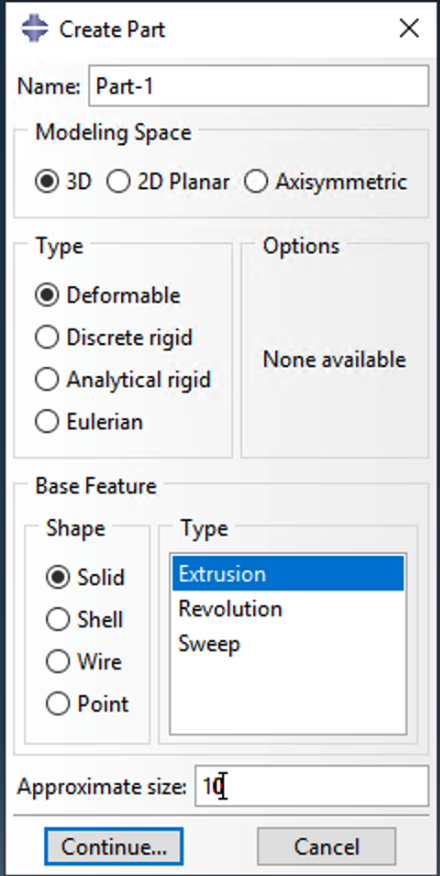 Create Part
Name: Part-1
Modeling Space
3D 2D Planar Axisymmetric
Type
Deformable
Discrete rigid
Analytical rigid
Eulerian
Options
None available
Base Feature
Shape
Solid
Shell
Wire
Point
Type
Extrusion
Revolution
Sweep
Approximate size: 10
Continue... Cancel